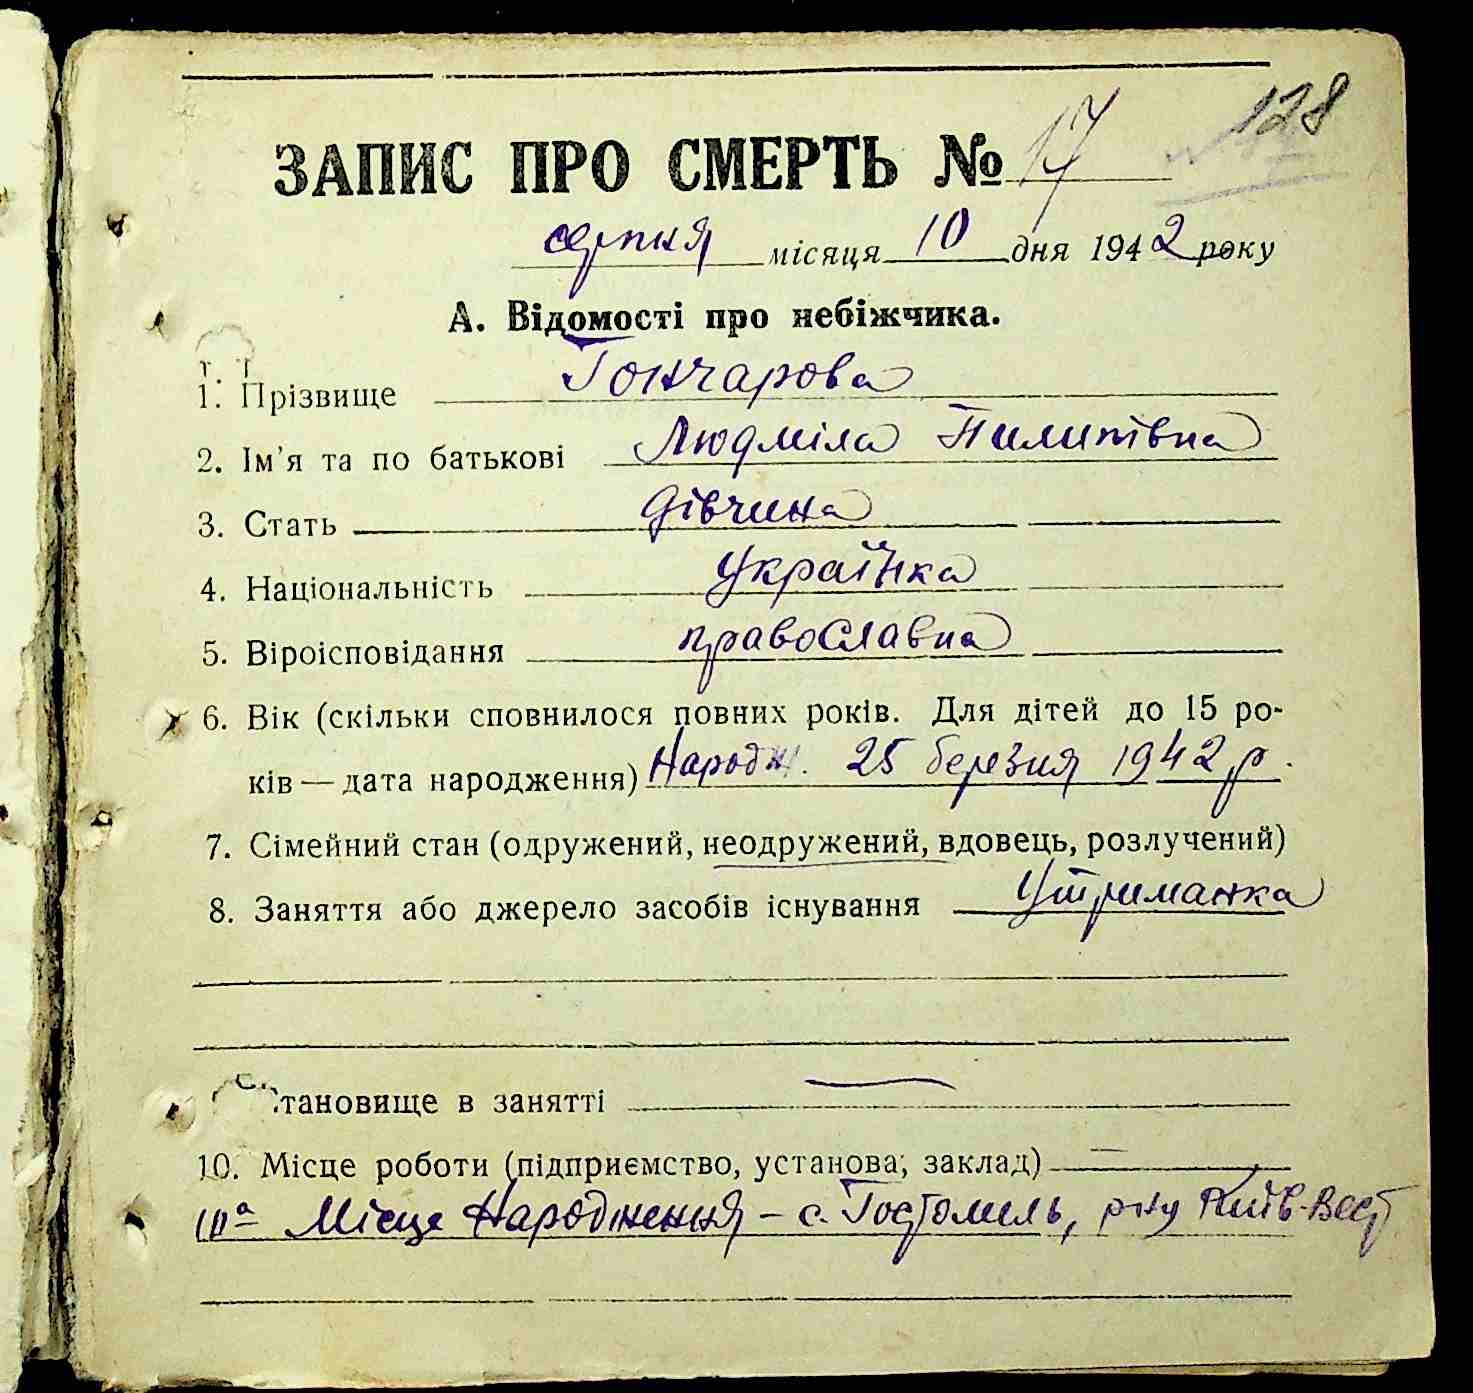 128
ЗАПИС ПРО СМЕРТЬ № 17
серпня місяця 10 дня 1942 року
А. Відомості про небіжчика.
1. Прізвище Гончарова
2. Ім'я та по батькові Людміла Пилипівна
3. Стать дівчина
4. Національність Українка
5. Віроісповідання православна
6. Вік (скільки сповнилося повних років. Для дітей до 15 ро-
ків — дата народження) Народж. 25 березня 1942 р.
7. Сімейний стан (одружений, неодружений, вдовець, розлучений)
8. Заняття або джерело засобів існування Утриманка
тановище в занятті —
10. Місце роботи (підприємство, установа, заклад) —
10а Місце Народження – с. Гостомель, р-ну Київ-Вест